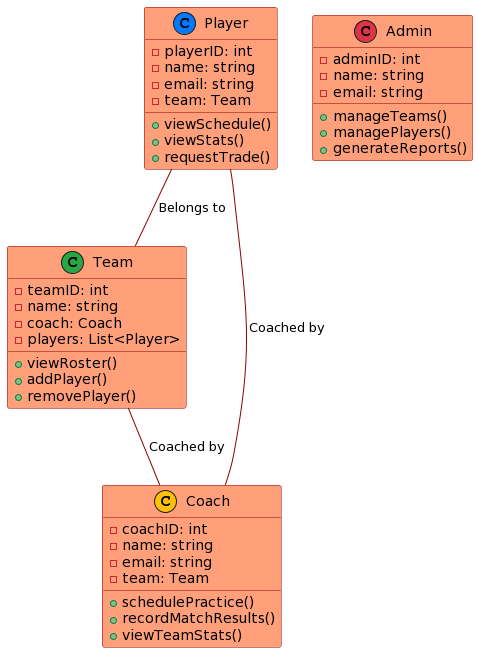 C Player
playerID: int
name: string
email: string
team: Team
viewSchedule()
viewStats()
requestTrade()
C Admin
adminID: int
name: string
email: string
manageTeams()
managePlayers()
generateReports()
Belongs to
C Team
teamID: int
name: string
coach: Coach
players: List<Player>
viewRoster()
addPlayer()
removePlayer()
Coached by
Coached by
C Coach
coachID: int
name: string
email: string
team: Team
schedulePractice()
recordMatchResults()
viewTeamStats()